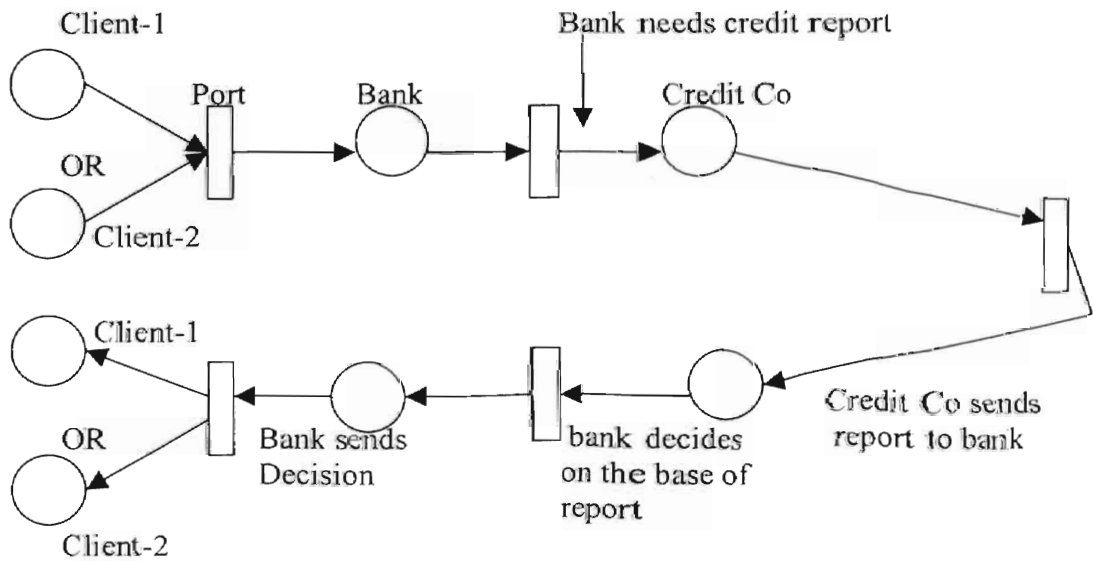 Client-1
Bank needs credit report
Port
Bank
Credit Co
OR
Client-2
Client-1
Credit Co sends
report to bank
OR
Bank sends
Decision
bank decides
on the base of
report
Client-2